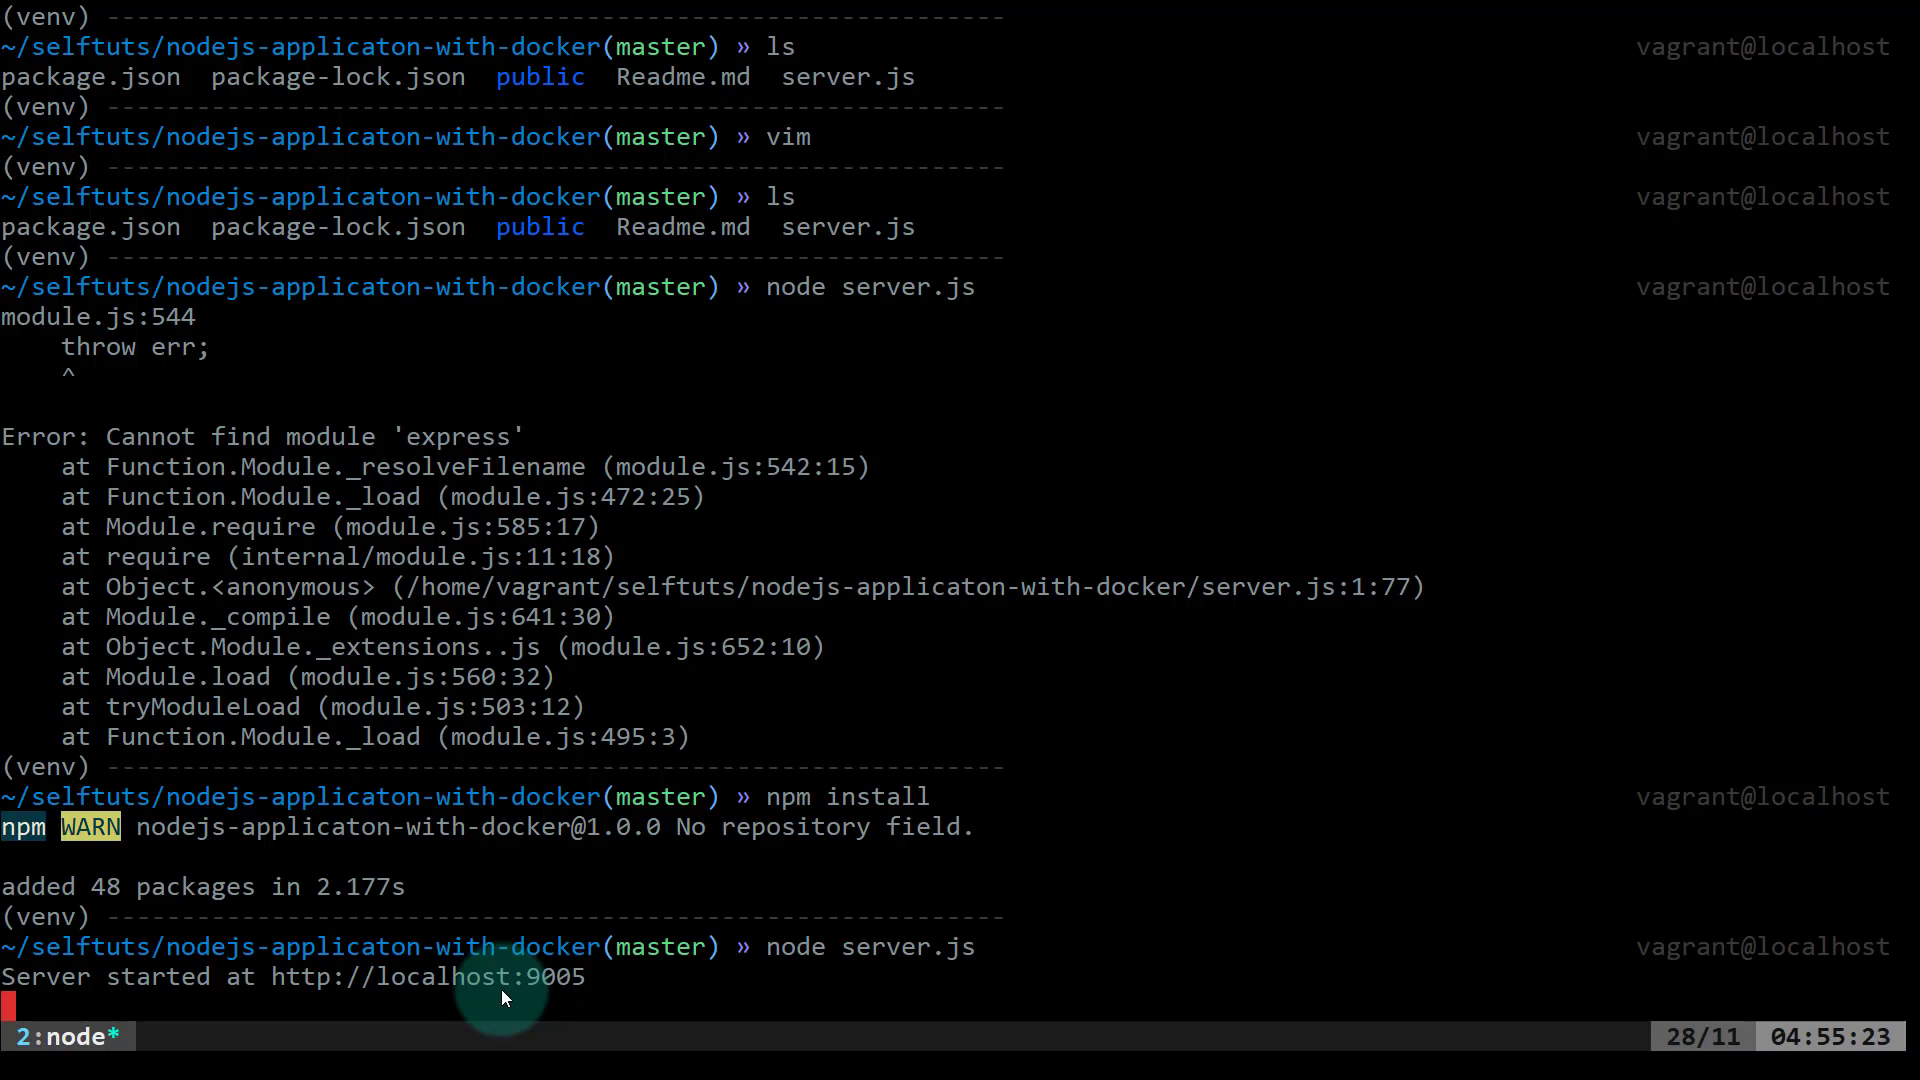 (venv) ------------------------------------------------------------
~/selftuts/nodejs-applicaton-with-docker(master) » ls vagrant@localhost
package.json package-lock.json public Readme.md server.js
(venv) ------------------------------------------------------------
~/selftuts/nodejs-applicaton-with-docker(master) » vim vagrant@localhost
(venv) ------------------------------------------------------------
~/selftuts/nodejs-applicaton-with-docker(master) » ls vagrant@localhost
package.json package-lock.json public Readme.md server.js
(venv) ------------------------------------------------------------
~/selftuts/nodejs-applicaton-with-docker(master) » node server.js vagrant@localhost
module.js:544
    throw err;
    ^
Error: Cannot find module 'express'
    at Function.Module._resolveFilename (module.js:542:15)
    at Function.Module._load (module.js:472:25)
    at Module.require (module.js:585:17)
    at require (internal/module.js:11:18)
    at Object.<anonymous> (/home/vagrant/selftuts/nodejs-applicaton-with-docker/server.js:1:77)
    at Module._compile (module.js:641:30)
    at Object.Module._extensions..js (module.js:652:10)
    at Module.load (module.js:560:32)
    at tryModuleLoad (module.js:503:12)
    at Function.Module._load (module.js:495:3)
(venv) ------------------------------------------------------------
~/selftuts/nodejs-applicaton-with-docker(master) » npm install vagrant@localhost
npm WARN nodejs-applicaton-with-docker@1.0.0 No repository field.
added 48 packages in 2.177s
(venv) ------------------------------------------------------------
~/selftuts/nodejs-applicaton-with-docker(master) » node server.js vagrant@localhost
Server started at http://localhost:9005
2:node* 28/11 04:55:23